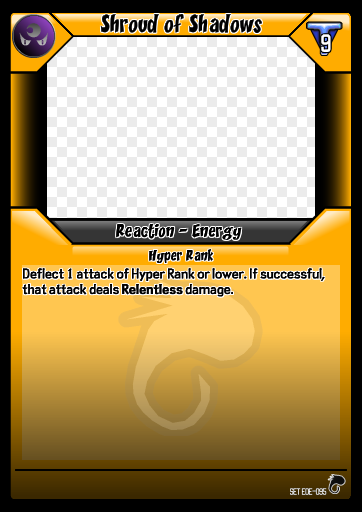 Shroud of Shadows
9
Reaction - Energy
Hyper Rank
Deflect 1 attack of Hyper Rank or lower. If successful,
that attack deals Relentless damage.
SET EDE-095